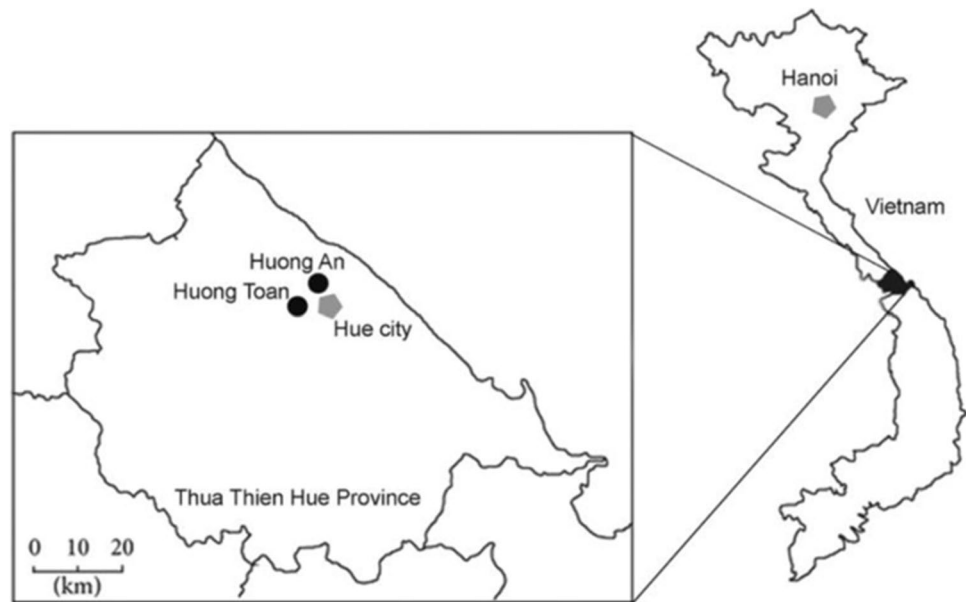 Hanoi
Vietnam
Huong An
Huong Toan
Hue city
Thua Thien Hue Province
0 10 20
(km)